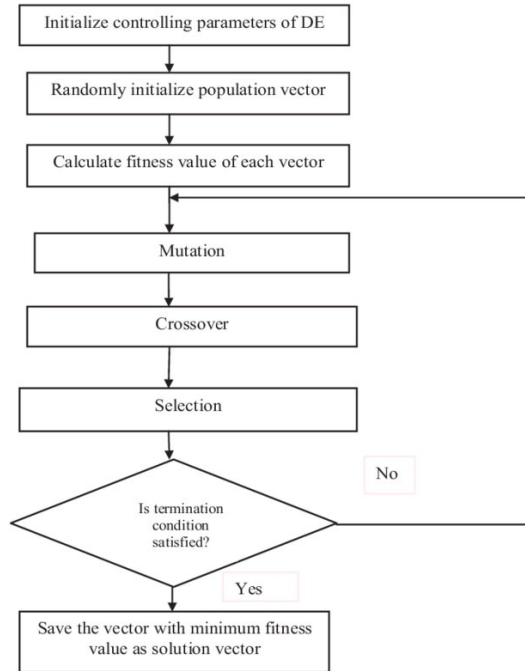 Initialize controlling parameters of DE
Randomly initialize population vector
Calculate fitness value of each vector
Mutation
Crossover
Selection
No
Is termination
condition
satisfied?
Yes
Save the vector with minimum fitness
value as solution vector